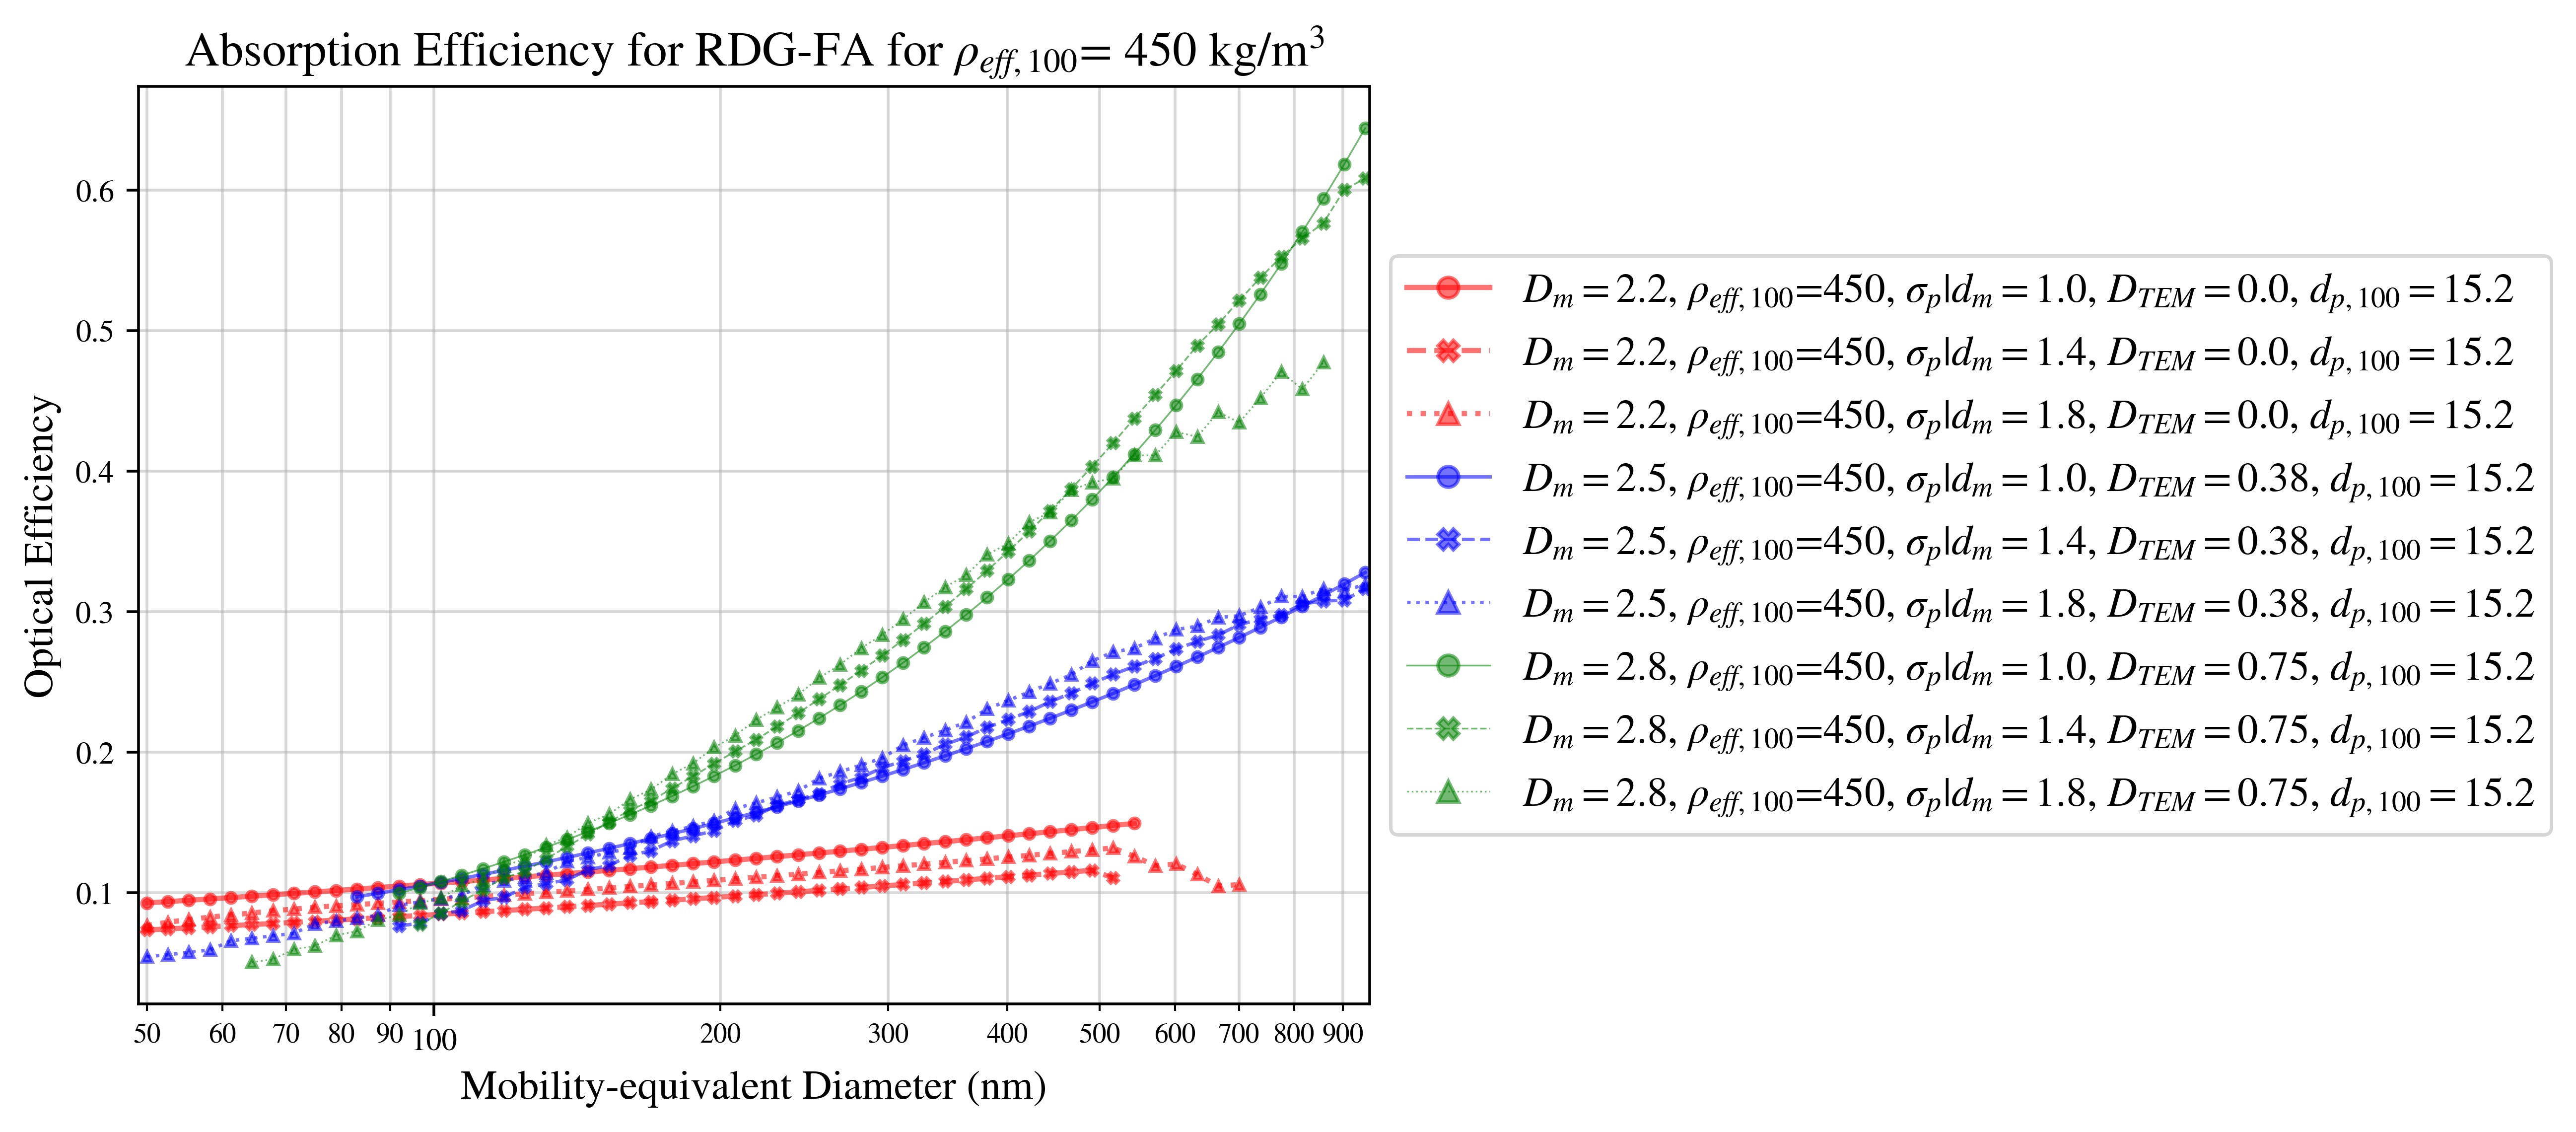 Absorption Efficiency for RDG-FA for ρ_eff,100= 450 kg/m³
Optical Efficiency
0.6
0.5
0.4
0.3
0.2
0.1
50 60 70 80 90 100 200 300 400 500 600 700 800 900
Mobility-equivalent Diameter (nm)
D_m = 2.2, ρ_eff,100=450, σ_p|d_m = 1.0, D_TEM = 0.0, d_p,100 = 15.2
D_m = 2.2, ρ_eff,100=450, σ_p|d_m = 1.4, D_TEM = 0.0, d_p,100 = 15.2
D_m = 2.2, ρ_eff,100=450, σ_p|d_m = 1.8, D_TEM = 0.0, d_p,100 = 15.2
D_m = 2.5, ρ_eff,100=450, σ_p|d_m = 1.0, D_TEM = 0.38, d_p,100 = 15.2
D_m = 2.5, ρ_eff,100=450, σ_p|d_m = 1.4, D_TEM = 0.38, d_p,100 = 15.2
D_m = 2.5, ρ_eff,100=450, σ_p|d_m = 1.8, D_TEM = 0.38, d_p,100 = 15.2
D_m = 2.8, ρ_eff,100=450, σ_p|d_m = 1.0, D_TEM = 0.75, d_p,100 = 15.2
D_m = 2.8, ρ_eff,100=450, σ_p|d_m = 1.4, D_TEM = 0.75, d_p,100 = 15.2
D_m = 2.8, ρ_eff,100=450, σ_p|d_m = 1.8, D_TEM = 0.75, d_p,100 = 15.2